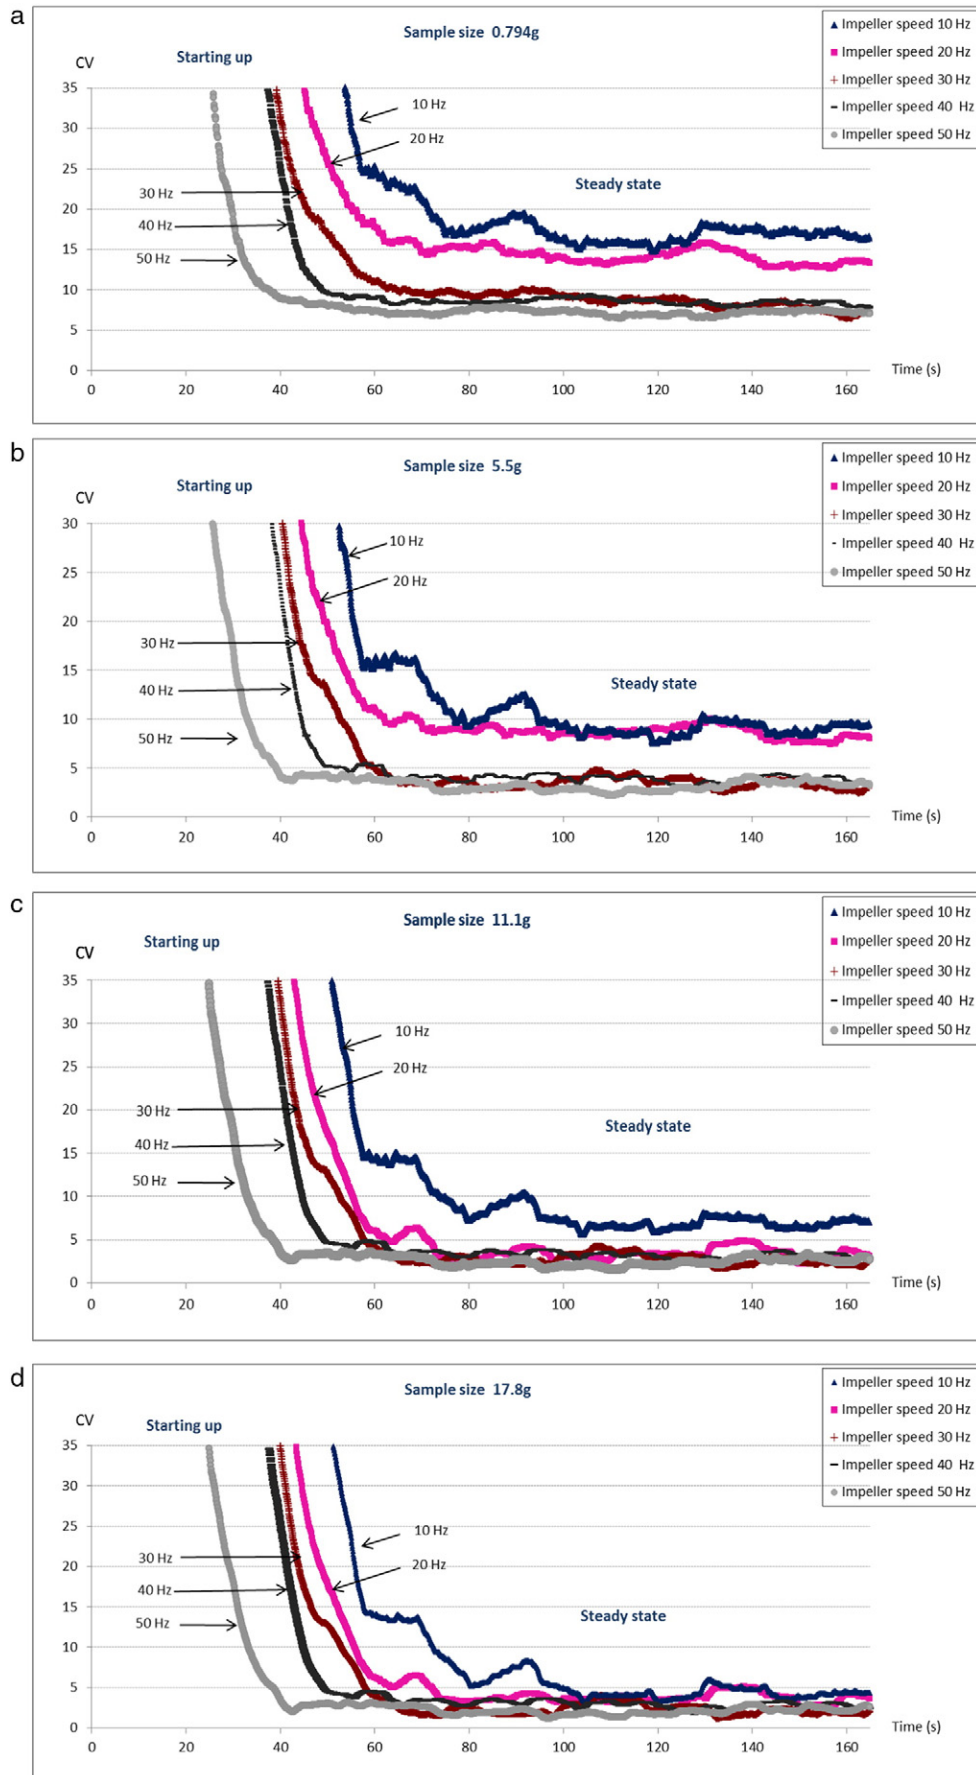 a
Sample size 0.794g
Starting up
CV
Impeller speed 10 Hz
Impeller speed 20 Hz
Impeller speed 30 Hz
Impeller speed 40 Hz
Impeller speed 50 Hz
35
30
25
20
15
10
5
0
10 Hz
20 Hz
30 Hz
40 Hz
50 Hz
Steady state
Time (s)
0 20 40 60 80 100 120 140 160
b
Sample size 5.5g
Starting up
CV
Impeller speed 10 Hz
Impeller speed 20 Hz
Impeller speed 30 Hz
Impeller speed 40 Hz
Impeller speed 50 Hz
30
25
20
15
10
5
0
10 Hz
20 Hz
30 Hz
40 Hz
50 Hz
Steady state
Time (s)
0 20 40 60 80 100 120 140 160
c
Sample size 11.1g
Starting up
CV
Impeller speed 10 Hz
Impeller speed 20 Hz
Impeller speed 30 Hz
Impeller speed 40 Hz
Impeller speed 50 Hz
35
30
25
20
15
10
5
0
10 Hz
20 Hz
30 Hz
40 Hz
50 Hz
Steady state
Time (s)
0 20 40 60 80 100 120 140 160
d
Sample size 17.8g
Starting up
CV
Impeller speed 10 Hz
Impeller speed 20 Hz
Impeller speed 30 Hz
Impeller speed 40 Hz
Impeller speed 50 Hz
35
30
25
20
15
10
5
0
10 Hz
20 Hz
30 Hz
40 Hz
50 Hz
Steady state
Time (s)
0 20 40 60 80 100 120 140 160